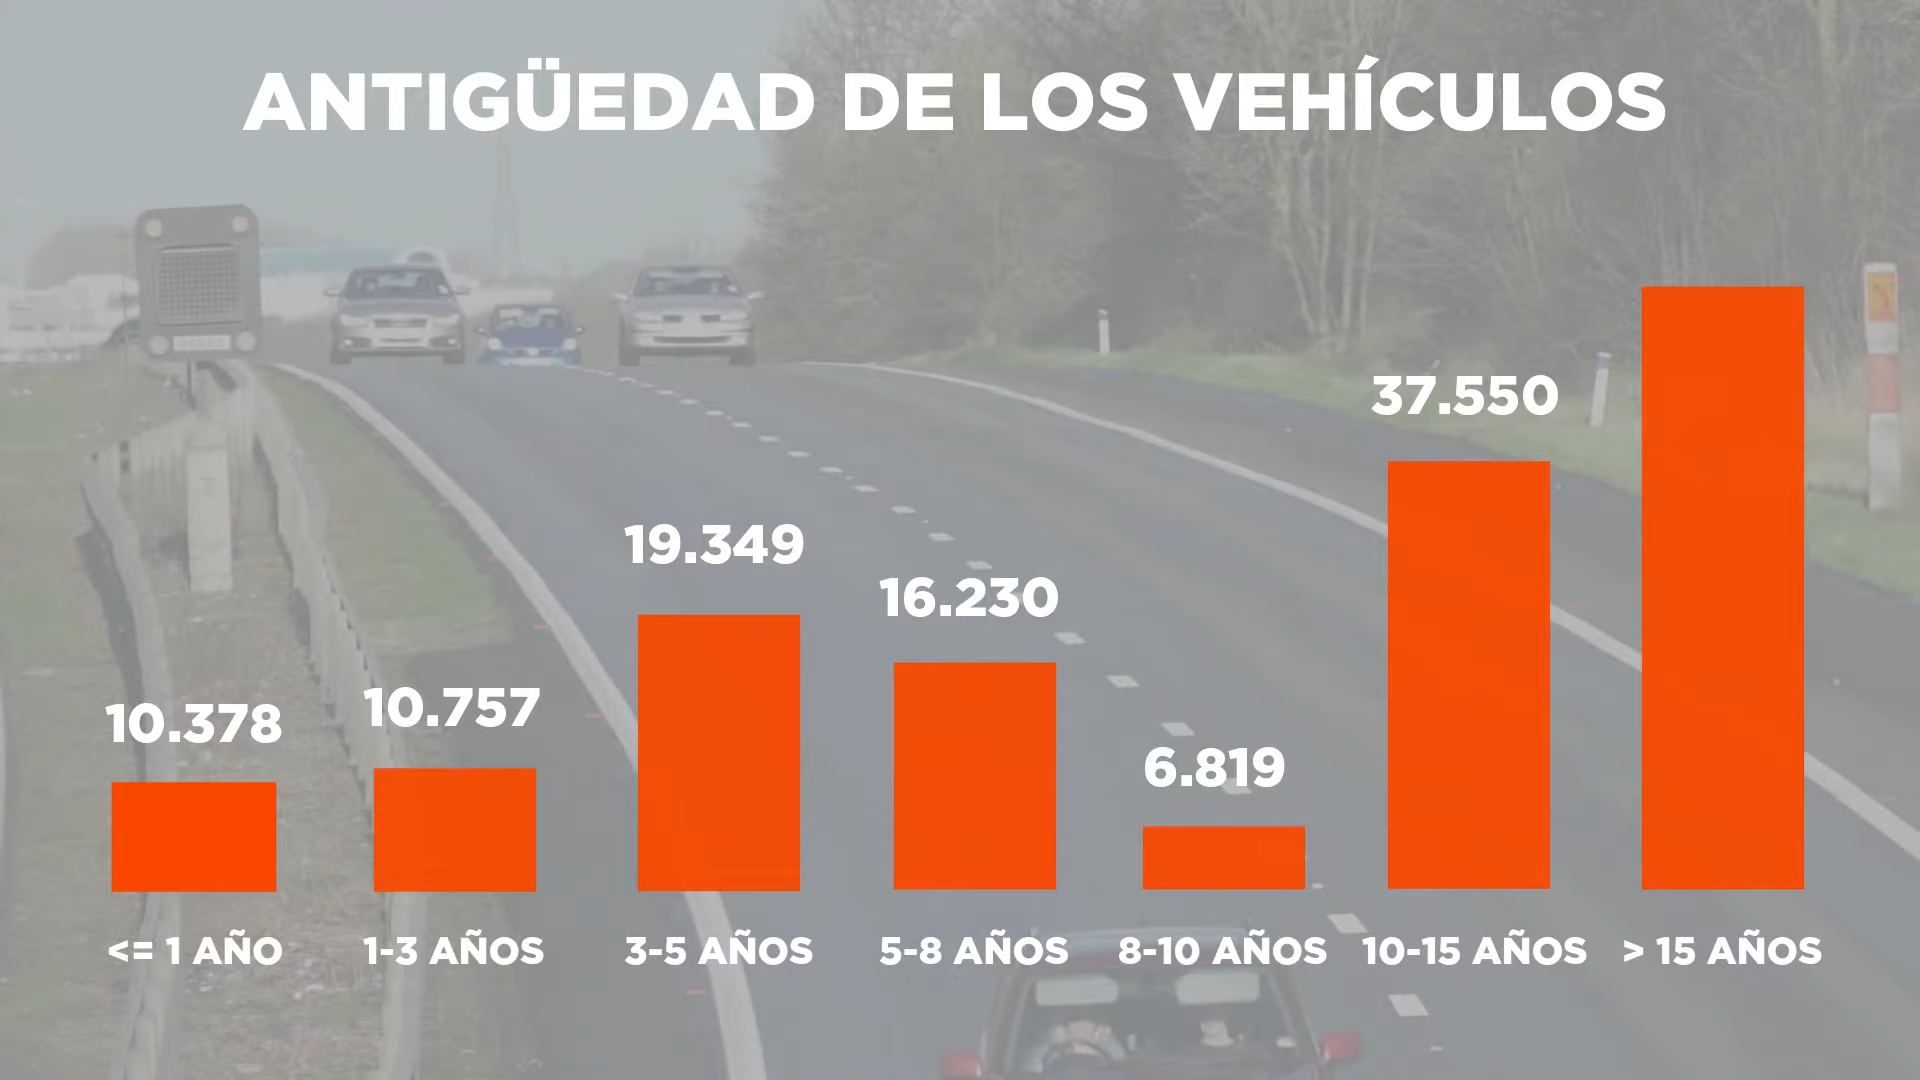 ANTIGÜEDAD DE LOS VEHÍCULOS
37.550
19.349
16.230
10.378
10.757
6.819
<= 1 AÑO
1-3 AÑOS
3-5 AÑOS
5-8 AÑOS
8-10 AÑOS
10-15 AÑOS
> 15 AÑOS